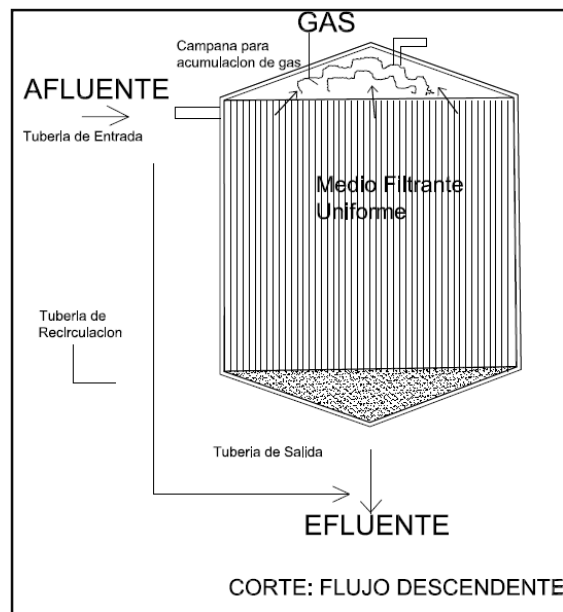 GAS
Campana para
acumulacion de gas
AFLUENTE
Tuberia de Entrada
Medio Filtrante
Uniforme
Tuberia de
Recirculacion
Tuberia de Salida
EFLUENTE
CORTE: FLUJO DESCENDENTE